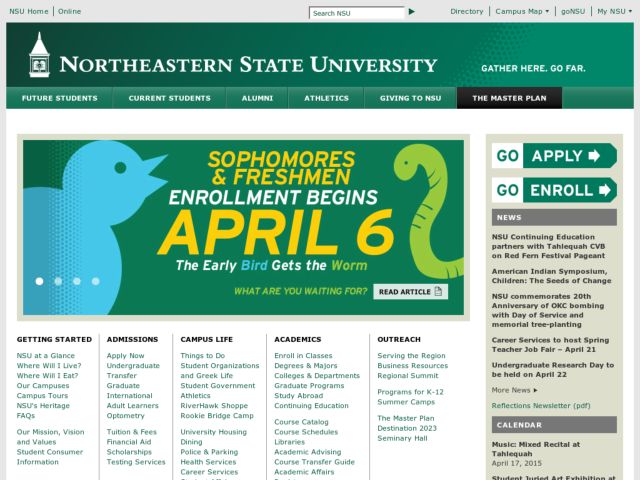 NSU Home
Online
Search NSU
Directory
Campus Map
goNSU
My NSU
NORTHEASTERN STATE UNIVERSITY
GATHER HERE. GO FAR.
FUTURE STUDENTS
CURRENT STUDENTS
ALUMNI
ATHLETICS
GIVING TO NSU
THE MASTER PLAN
SOPHOMORES
& FRESHMEN
ENROLLMENT BEGINS
APRIL 6
The Early Bird Gets the Worm
WHAT ARE YOU WAITING FOR?
READ ARTICLE
GO APPLY
GO ENROLL
NEWS
NSU Continuing Education
partners with Tahlequah CVB
on Red Fern Festival Pageant
American Indian Symposium,
Children: The Seeds of Change
NSU commemorates 20th
Anniversary of OKC bombing
with Day of Service and
memorial tree-planting
Career Services to host Spring
Teacher Job Fair – April 21
Undergraduate Research Day to
be held on April 22
More News
Reflections Newsletter (pdf)
CALENDAR
Music: Mixed Recital at
Tahlequah
April 17, 2015
Student Juried Art Exhibition at
GETTING STARTED
NSU at a Glance
Where Will I Live?
Where Will I Eat?
Our Campuses
Campus Tours
NSU's Heritage
FAQs
Our Mission, Vision
and Values
Student Consumer
Information
ADMISSIONS
Apply Now
Undergraduate
Transfer
Graduate
International
Adult Learners
Optometry
Tuition & Fees
Financial Aid
Scholarships
Testing Services
CAMPUS LIFE
Things to Do
Student Organizations
and Greek Life
Student Government
Athletics
RiverHawk Shoppe
Rookie Bridge Camp
University Housing
Dining
Police & Parking
Health Services
Career Services
ACADEMICS
Enroll in Classes
Degrees & Majors
Colleges & Departments
Graduate Programs
Study Abroad
Continuing Education
Course Catalog
Course Schedules
Libraries
Academic Advising
Course Transfer Guide
Academic Affairs
OUTREACH
Serving the Region
Business Resources
Regional Summit
Programs for K-12
Summer Camps
The Master Plan
Destination 2023
Seminary Hall